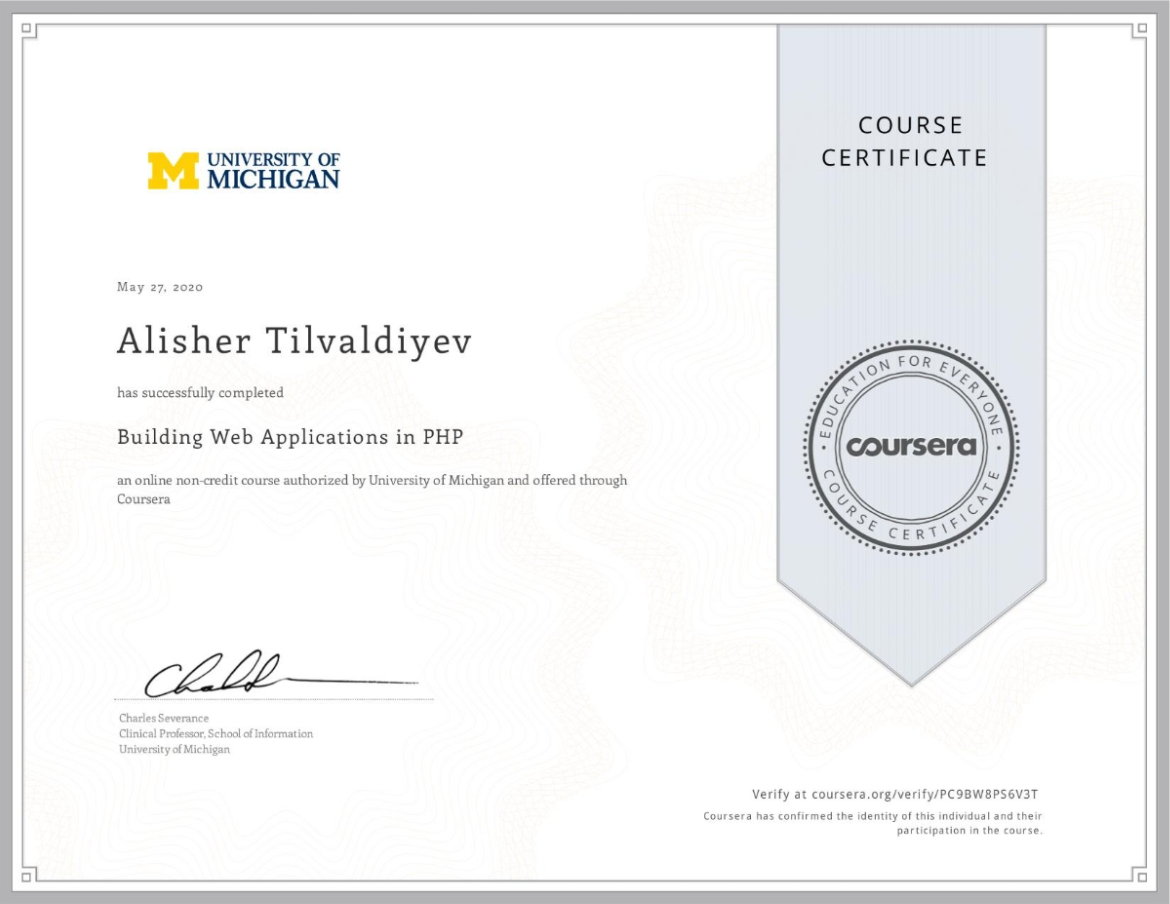 UNIVERSITY OF
MICHIGAN
COURSE
CERTIFICATE
May 27, 2020
Alisher Tilvaldiyev
has successfully completed
Building Web Applications in PHP
an online non-credit course authorized by University of Michigan and offered through
Coursera
EDUCATION FOR EVERYONE
coursera
COURSE CERTIFICATE
Charles Severance
Clinical Professor, School of Information
University of Michigan
Verify at coursera.org/verify/PC9BW8PS6V3T
Coursera has confirmed the identity of this individual and their
participation in the course.